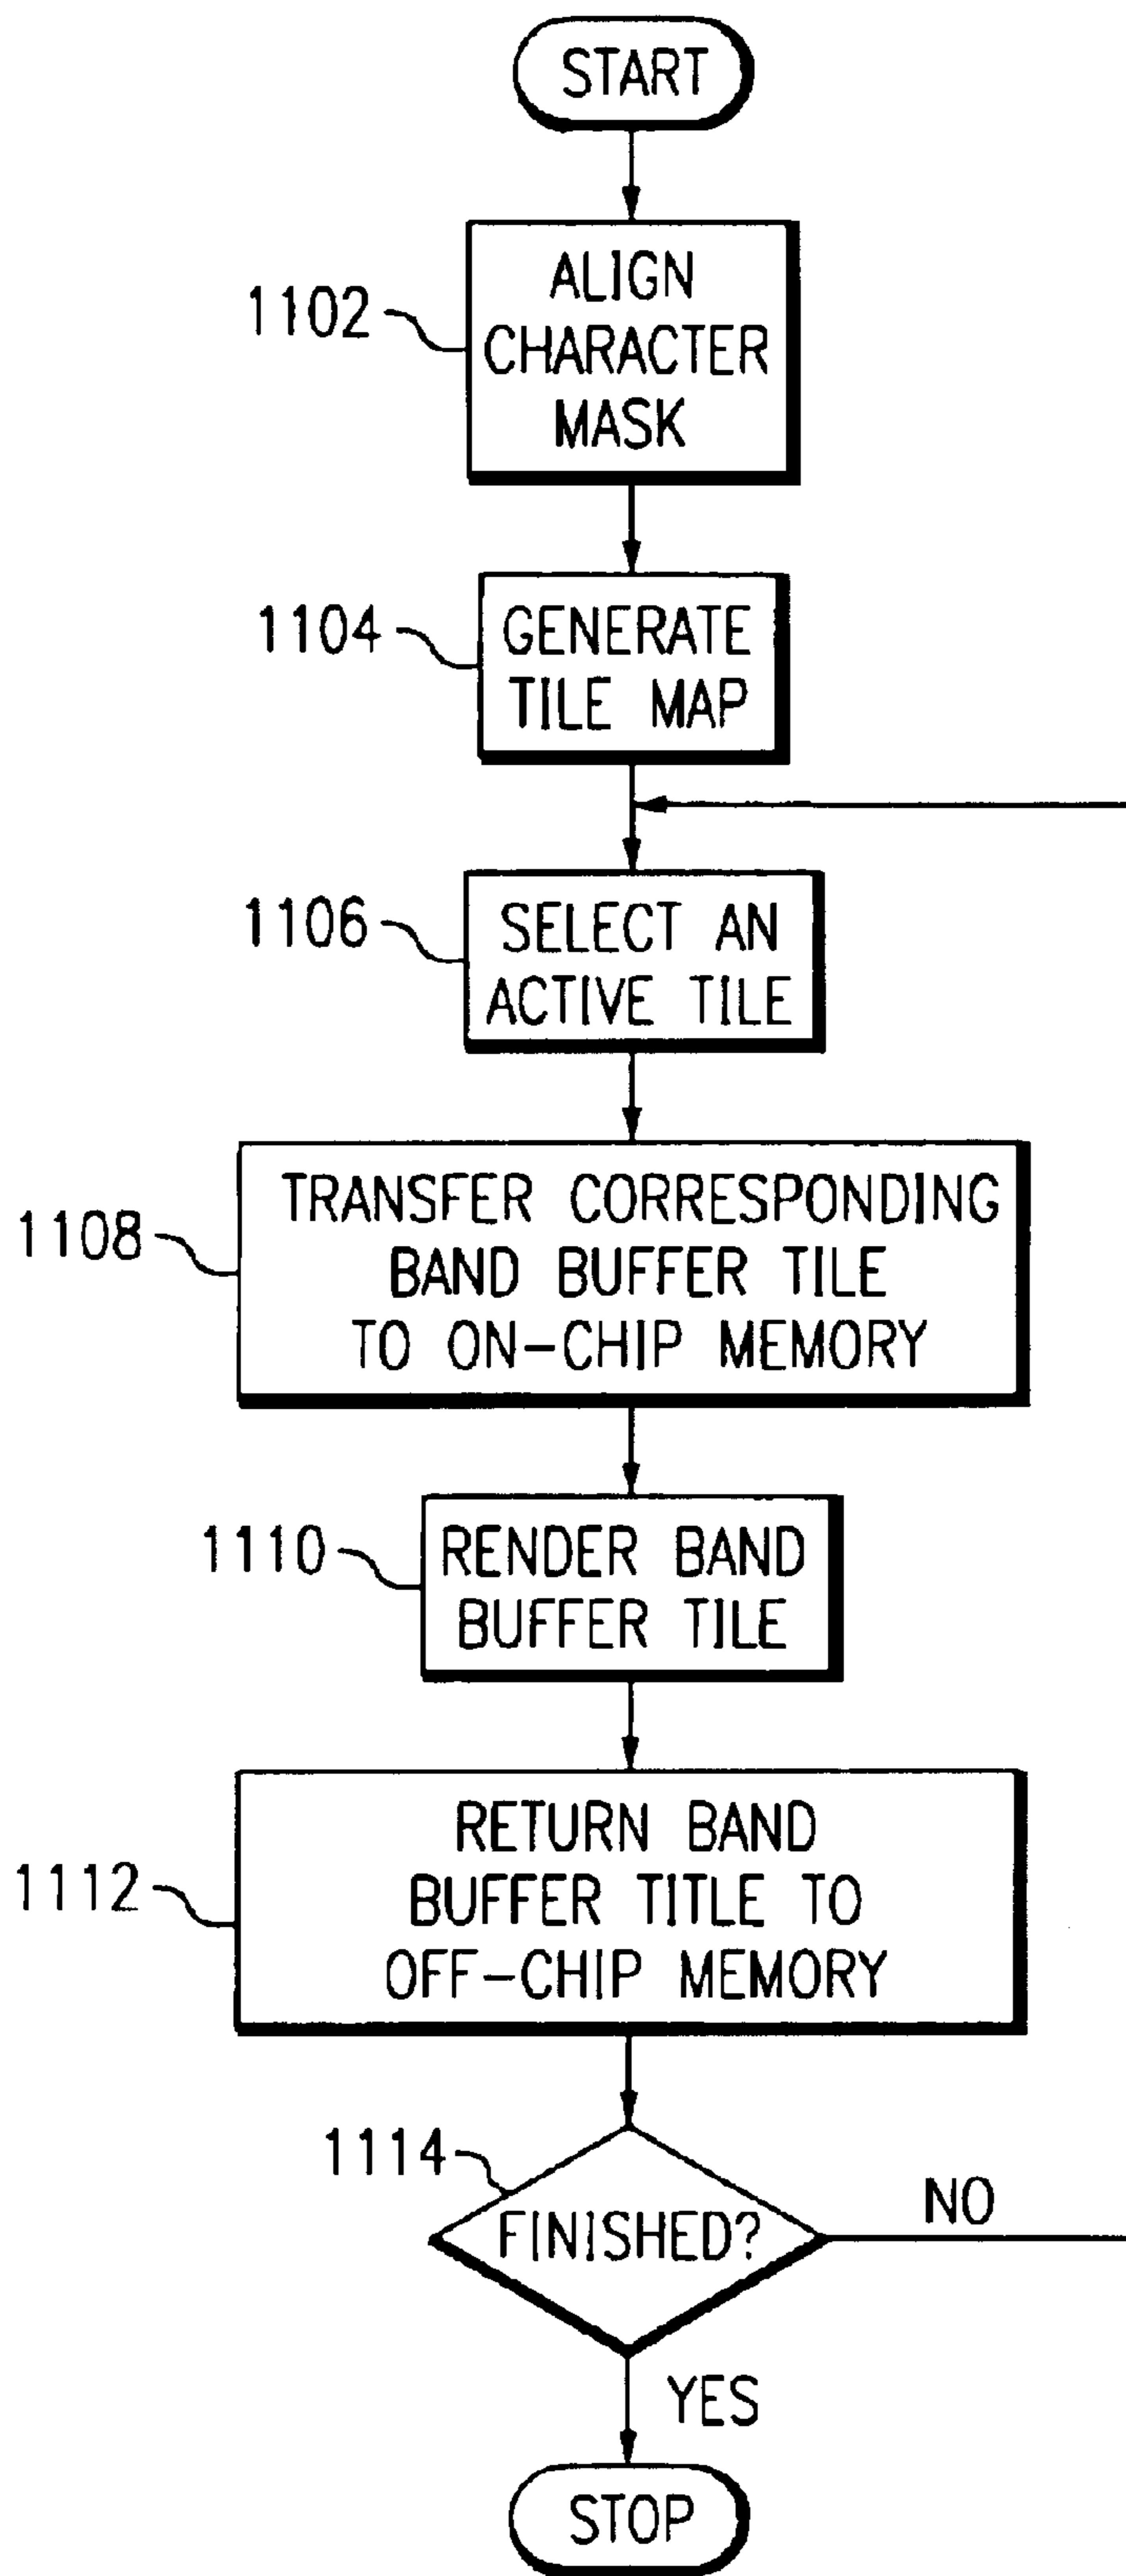 START
1102
ALIGN
CHARACTER
MASK
1104
GENERATE
TILE MAP
1106
SELECT AN
ACTIVE TILE
1108
TRANSFER CORRESPONDING
BAND BUFFER TILE
TO ON-CHIP MEMORY
1110
RENDER BAND
BUFFER TILE
1112
RETURN BAND
BUFFER TITLE TO
OFF-CHIP MEMORY
1114
FINISHED?
NO
YES
STOP